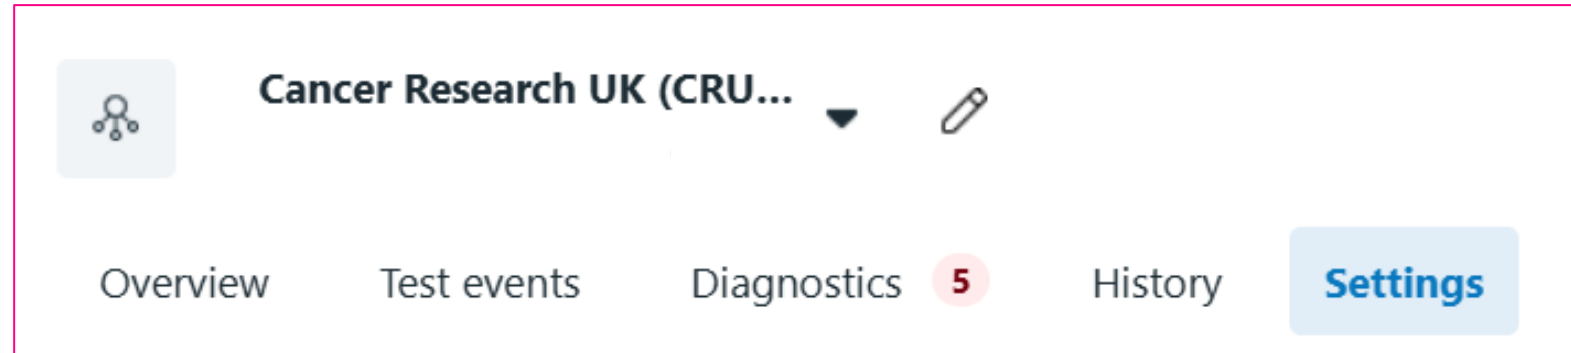 Cancer Research UK (CRU...
Overview Test events Diagnostics 5 History Settings